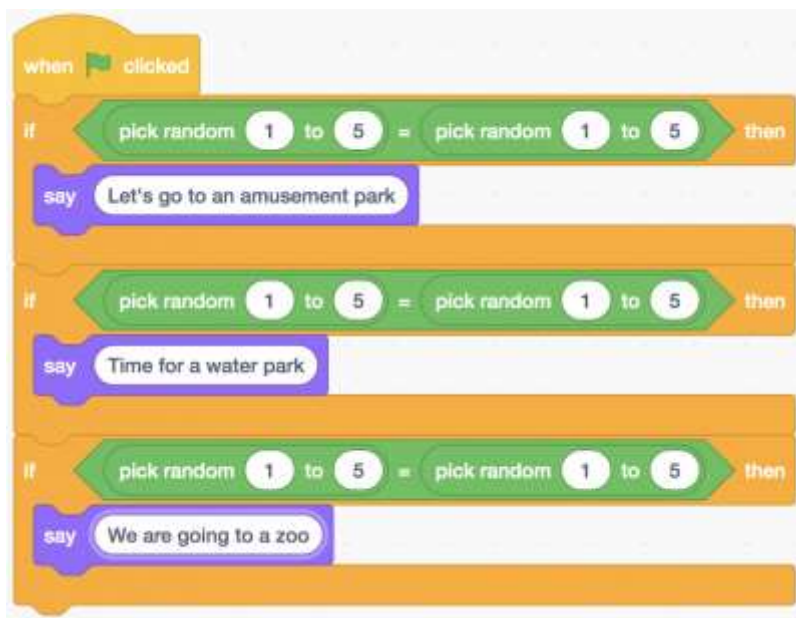 when clicked
if pick random 1 to 5 = pick random 1 to 5 then
say Let's go to an amusement park
if pick random 1 to 5 = pick random 1 to 5 then
say Time for a water park
if pick random 1 to 5 = pick random 1 to 5 then
say We are going to a zoo